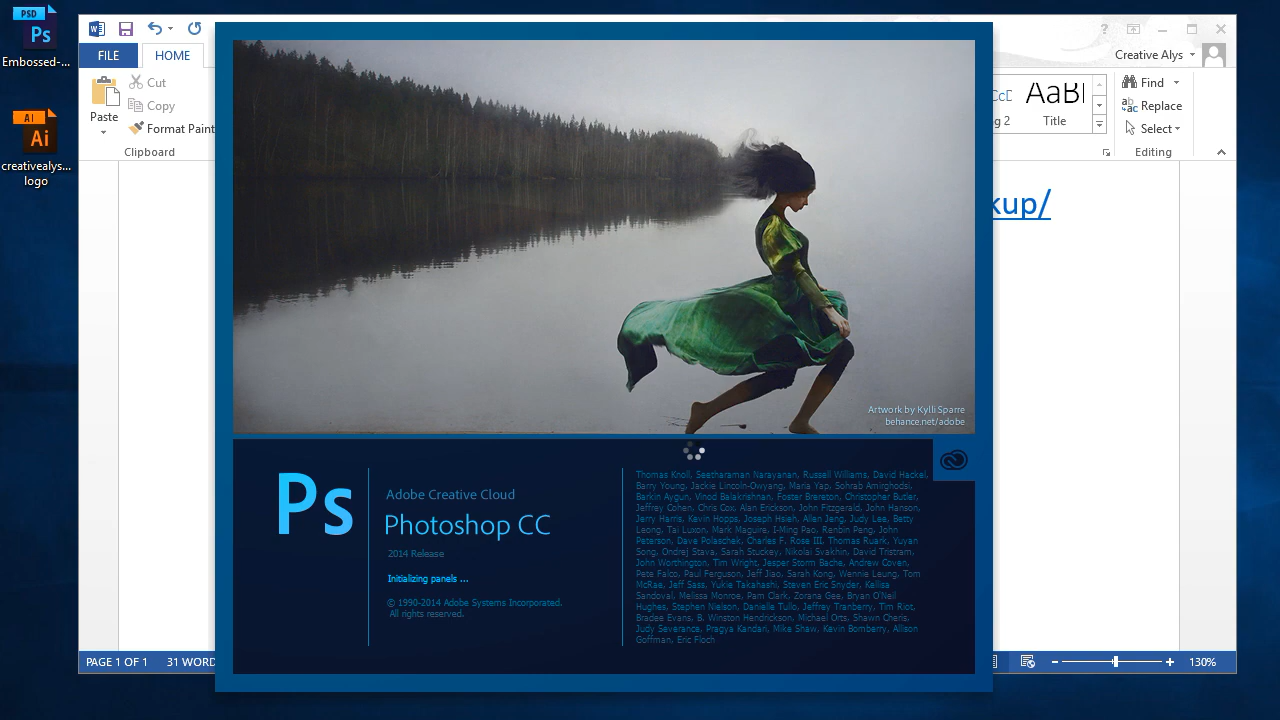 PSD
Ps
Embossed-...
AI
Ai
creativealys...
logo
?
FILE
HOME
Creative Alys
Paste
Cut
Copy
Format Paint
Clipboard
CcD
g 2
Title
Find
ab
ac
Replace
Select
Editing
kup/
Artwork by Kylli Sparre
behance.net/adobe
Ps
Adobe Creative Cloud
Photoshop CC
2014 Release
Initializing panels ...
© 1990-2014 Adobe Systems Incorporated.
All rights reserved.
Thomas Knoll, Seetharaman Narayanan, Russell Williams, David Hackel,
Barry Young, Jackie Lincoln-Owyang, Maria Yap, Sohrab Amirghodsi,
Barkin Aygun, Vinod Balakrishnan, Foster Brereton, Christopher Butler,
Jeffrey Cohen, Chris Cox, Alan Erickson, John Fitzgerald, John Hanson,
Jerry Harris, Kevin Hopps, Joseph Hsieh, Allen Jeng, Judy Lee, Betty
Leong, Tai Luxon, Mark Maguire, I-Ming Pao, Renbin Peng, John
Peterson, Dave Polaschek, Charles F. Rose III, Thomas Ruark, Yuyan
Song, Ondrej Stava, Sarah Stuckey, Nikolai Svakhin, David Tristram,
John Worthington, Tim Wright, Jesper Storm Bache, Andrew Coven,
Pete Falco, Paul Ferguson, Jeff Jiao, Sarah Kong, Wennie Leung, Tom
McRae, Jeff Sass, Yukie Takahashi, Steven Eric Snyder, Kellisa
Sandoval, Melissa Monroe, Pam Clark, Zorana Gee, Bryan O'Neil
Hughes, Stephen Nielson, Danielle Tullo, Jeffrey Tranberry, Tim Riot,
Bradee Evans, B. Winston Hendrickson, Michael Orts, Shawn Cheris,
Judy Severance, Pragya Kandari, Mike Shaw, Kevin Bomberry, Allison
Goffman, Eric Floch
PAGE 1 OF 1
31 WORD
130%